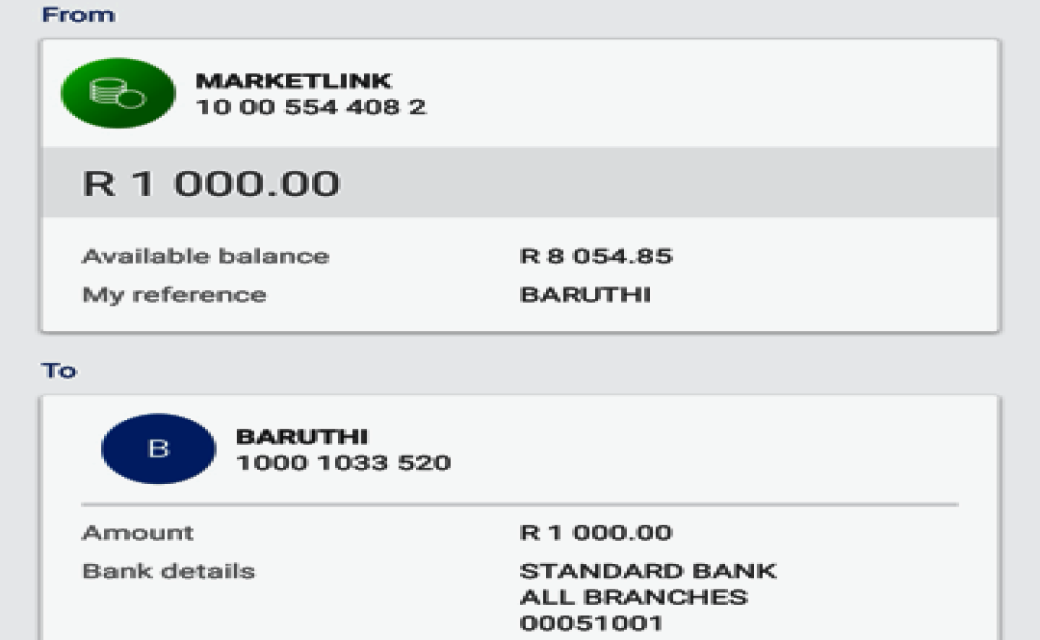 From
MARKETLINK
10 00 554 408 2
R 1 000.00
Available balance R 8 054.85
My reference BARUTHI
To
B
BARUTHI
1000 1033 520
Amount R 1 000.00
Bank details STANDARD BANK
ALL BRANCHES
00051001